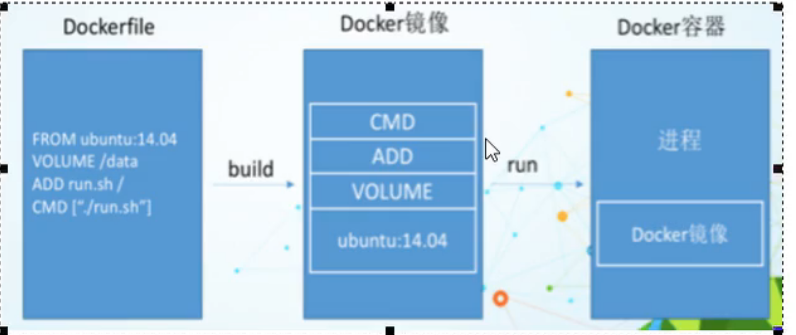 Dockerfile
Docker镜像
Docker容器
FROM ubuntu:14.04
VOLUME /data
ADD run.sh /
CMD [“./run.sh”]
build
CMD
ADD
VOLUME
ubuntu:14.04
run
进程
Docker镜像